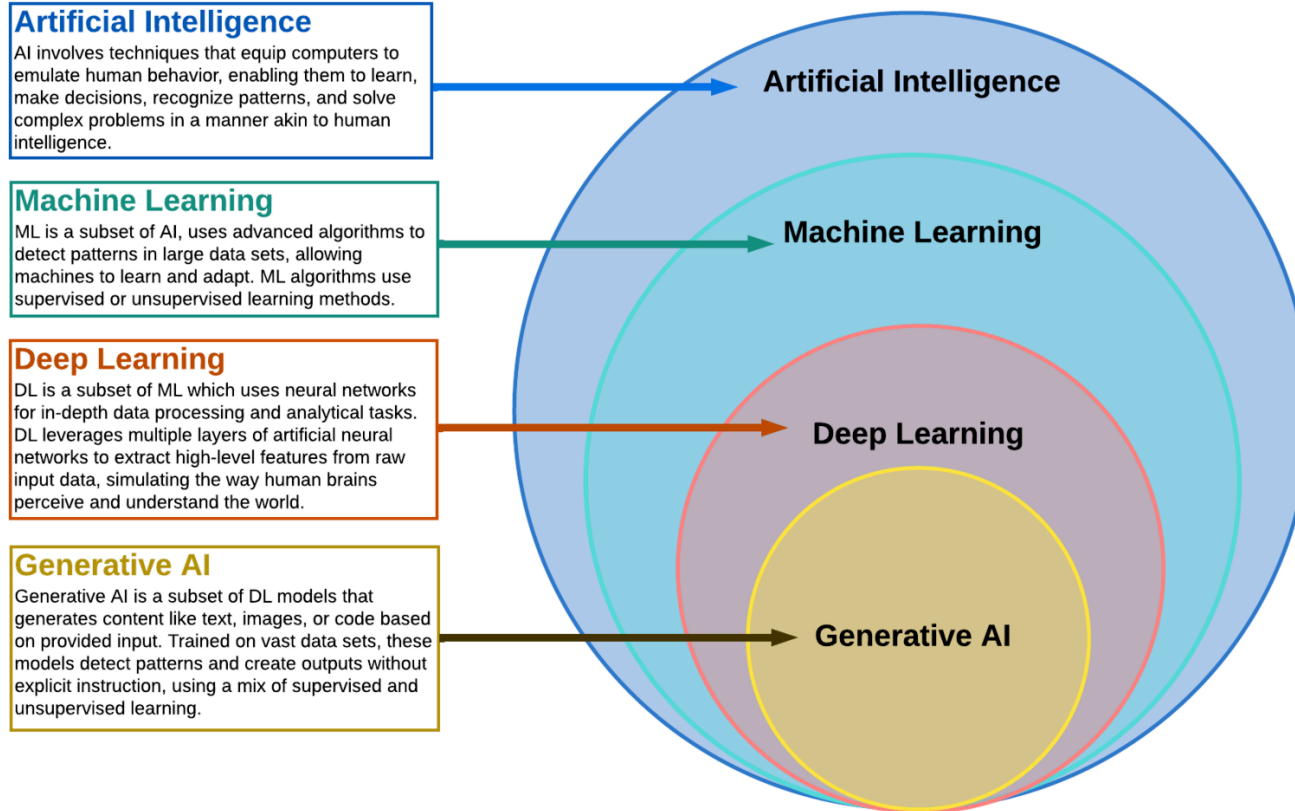 Artificial Intelligence
AI involves techniques that equip computers to
emulate human behavior, enabling them to learn,
make decisions, recognize patterns, and solve
complex problems in a manner akin to human
intelligence.
Machine Learning
ML is a subset of AI, uses advanced algorithms to
detect patterns in large data sets, allowing
machines to learn and adapt. ML algorithms use
supervised or unsupervised learning methods.
Deep Learning
DL is a subset of ML which uses neural networks
for in-depth data processing and analytical tasks.
DL leverages multiple layers of artificial neural
networks to extract high-level features from raw
input data, simulating the way human brains
perceive and understand the world.
Generative AI
Generative AI is a subset of DL models that
generates content like text, images, or code based
on provided input. Trained on vast data sets, these
models detect patterns and create outputs without
explicit instruction, using a mix of supervised and
unsupervised learning.
Artificial Intelligence
Machine Learning
Deep Learning
Generative AI